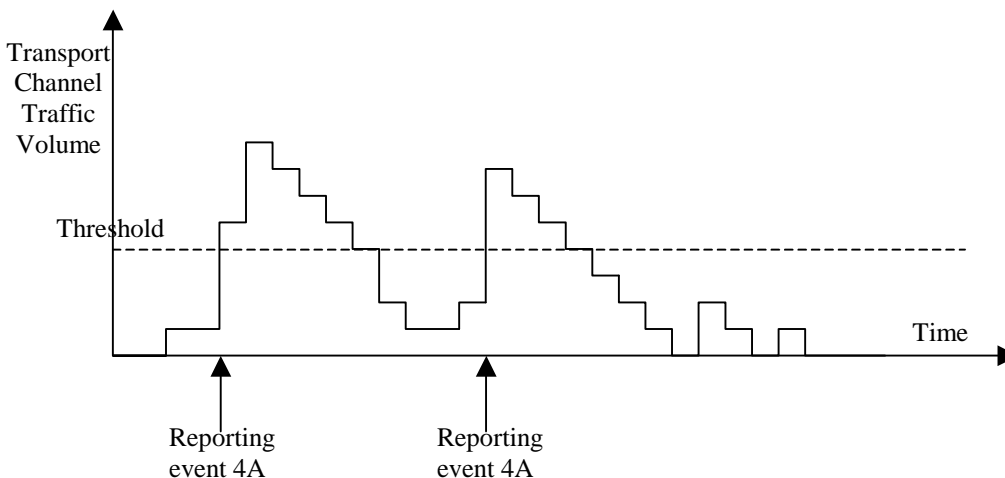 Transport
Channel
Traffic
Volume
Threshold
Time
Reporting
event 4A
Reporting
event 4A